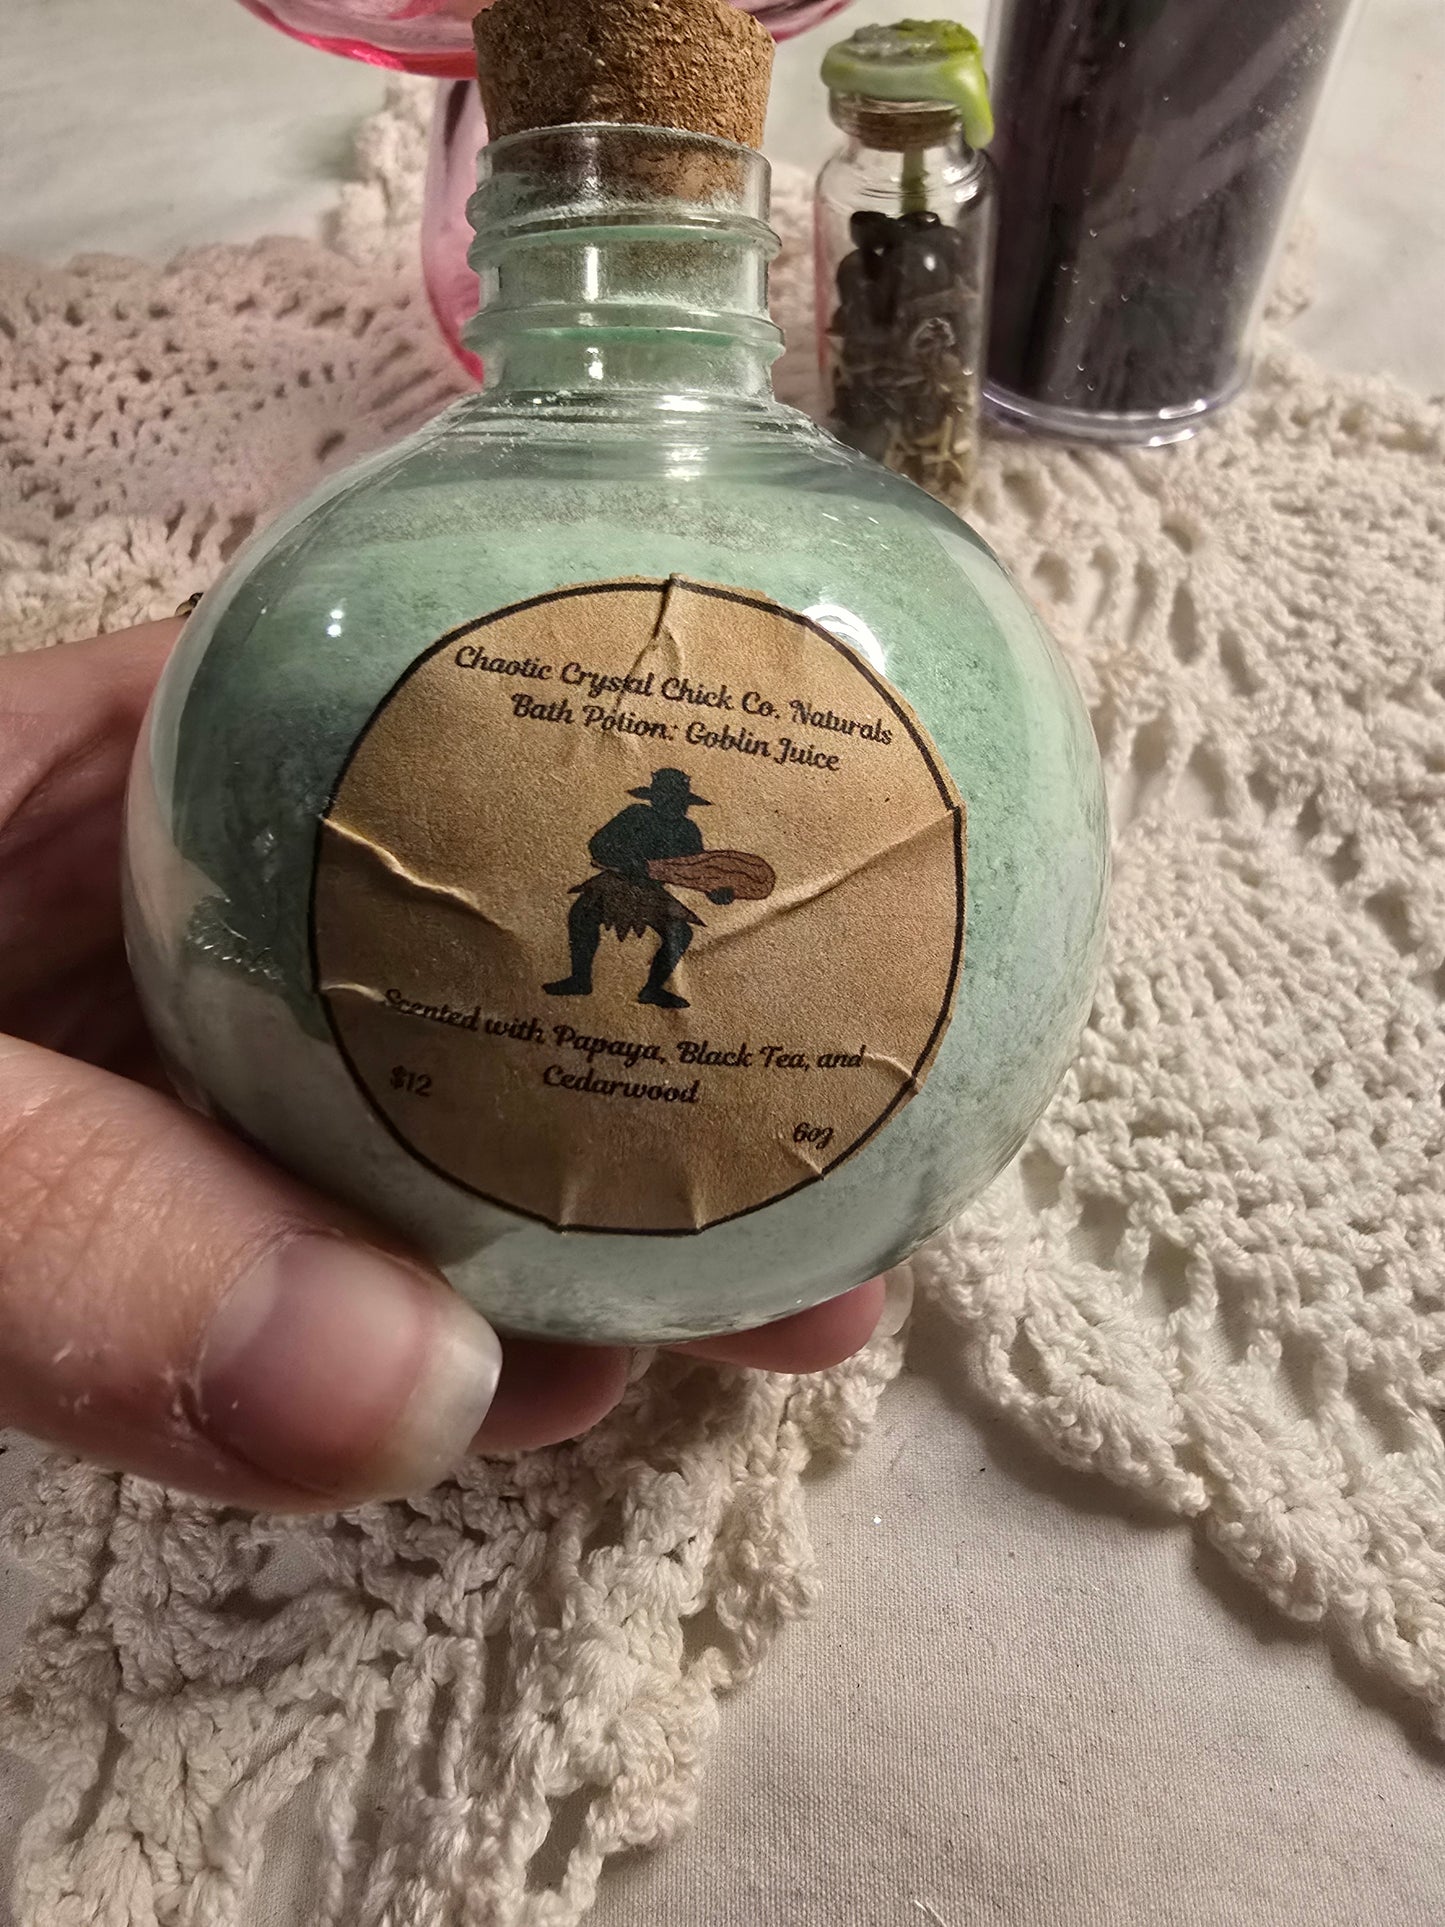 Chaotic Crystal Chick Co. Naturals
Bath Potion: Goblin Juice
Scented with Papaya, Black Tea, and
Cedarwood
$12
6oz